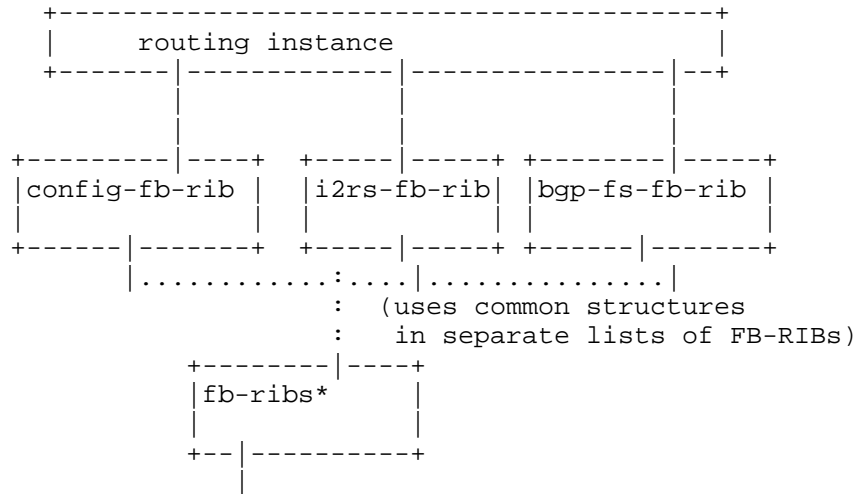 routing instance
config-fb-rib i2rs-fb-rib bgp-fs-fb-rib
(uses common structures
in separate lists of FB-RIBs)
fb-ribs*